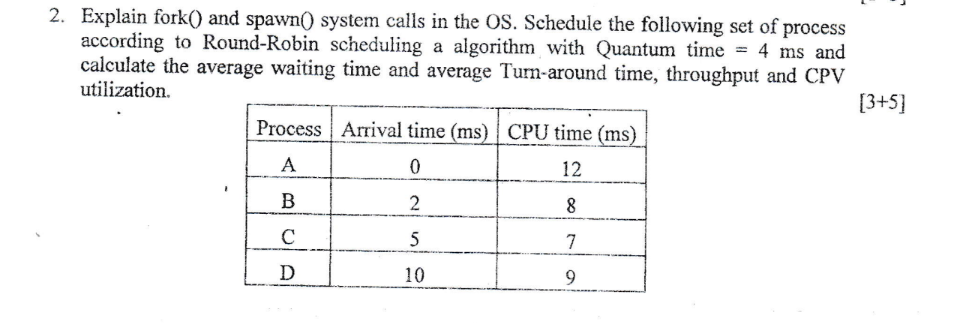 2. Explain fork() and spawn() system calls in the OS. Schedule the following set of process
according to Round-Robin scheduling a algorithm with Quantum time = 4 ms and
calculate the average waiting time and average Turn-around time, throughput and CPV
utilization.
[3+5]
Process Arrival time (ms) CPU time (ms)
A 0 12
B 2 8
C 5 7
D 10 9